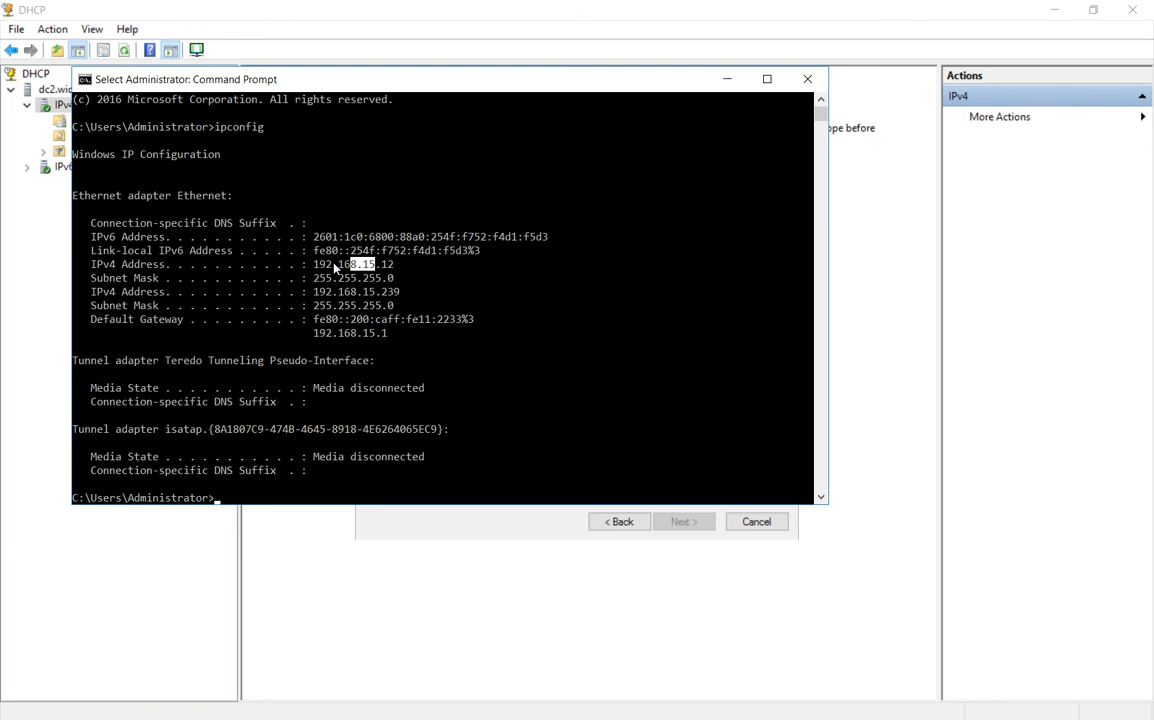 DHCP
File Action View Help
DHCP
dc2.wi
IPv4
IPv6
Select Administrator: Command Prompt
(c) 2016 Microsoft Corporation. All rights reserved.
C:\Users\Administrator>ipconfig
Windows IP Configuration
Ethernet adapter Ethernet:
Connection-specific DNS Suffix . :
IPv6 Address. . . . . . . . . . . : 2601:1c0:6800:88a0:254f:f752:f4d1:f5d3
Link-local IPv6 Address . . . . . : fe80::254f:f752:f4d1:f5d3%3
IPv4 Address. . . . . . . . . . . : 192.168.15.12
Subnet Mask . . . . . . . . . . . : 255.255.255.0
IPv4 Address. . . . . . . . . . . : 192.168.15.239
Subnet Mask . . . . . . . . . . . : 255.255.255.0
Default Gateway . . . . . . . . . : fe80::200:caff:fe11:2233%3
192.168.15.1
Tunnel adapter Teredo Tunneling Pseudo-Interface:
Media State . . . . . . . . . . . : Media disconnected
Connection-specific DNS Suffix . :
Tunnel adapter isatap.{8A1807C9-474B-4645-8918-4E6264065EC9}:
Media State . . . . . . . . . . . : Media disconnected
Connection-specific DNS Suffix . :
C:\Users\Administrator>
ope before
< Back Next > Cancel
Actions
IPv4
More Actions